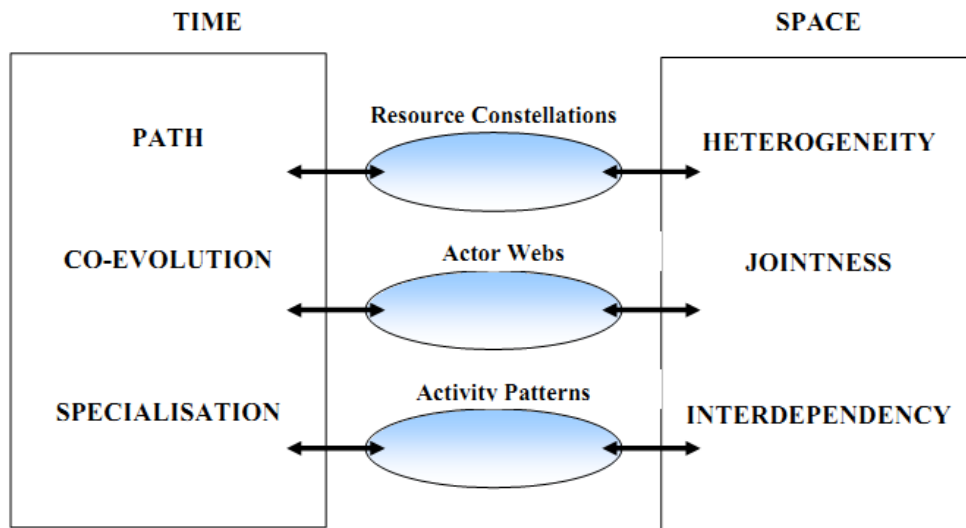 TIME
SPACE
Resource Constellations
PATH
HETEROGENEITY
CO-EVOLUTION
Actor Webs
JOINTNESS
SPECIALISATION
Activity Patterns
INTERDEPENDENCY